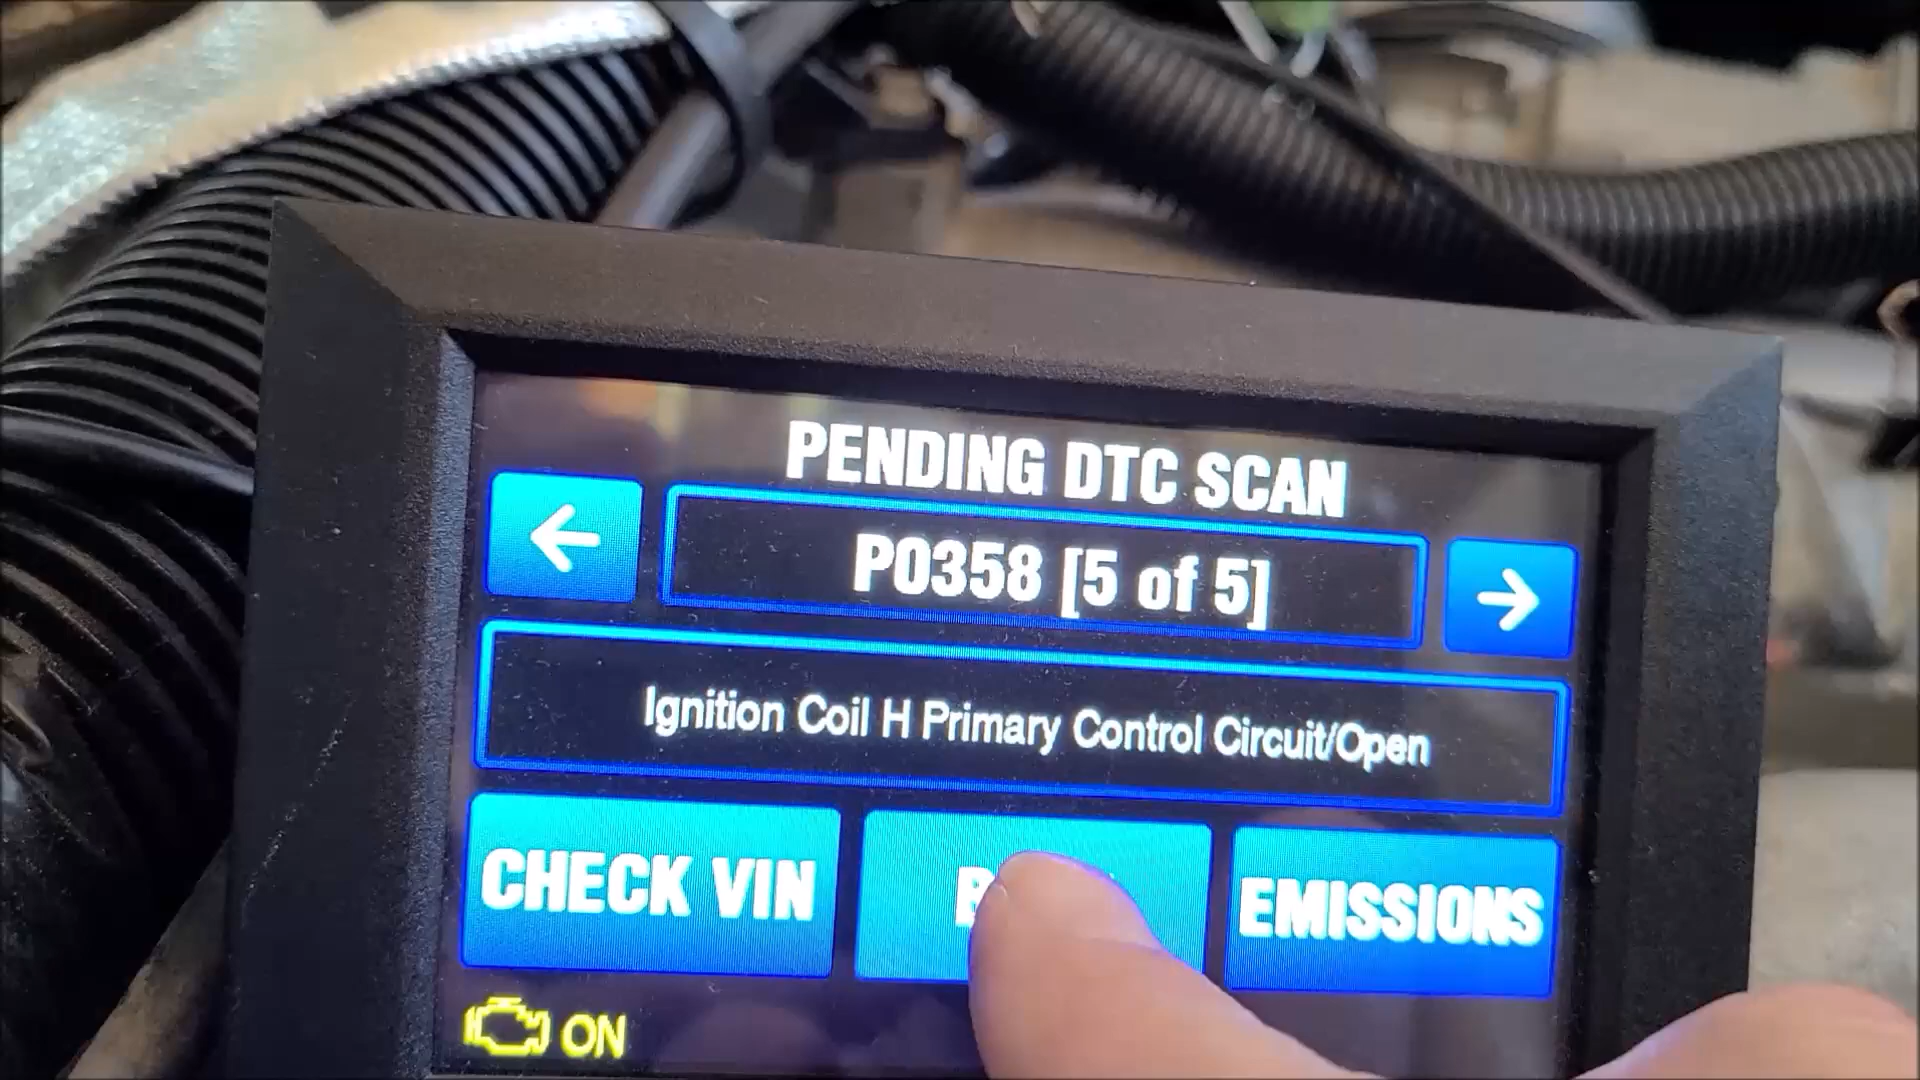 PENDING DTC SCAN
P0358 [5 of 5]
Ignition Coil H Primary Control Circuit/Open
CHECK VIN
EMISSIONS
ON